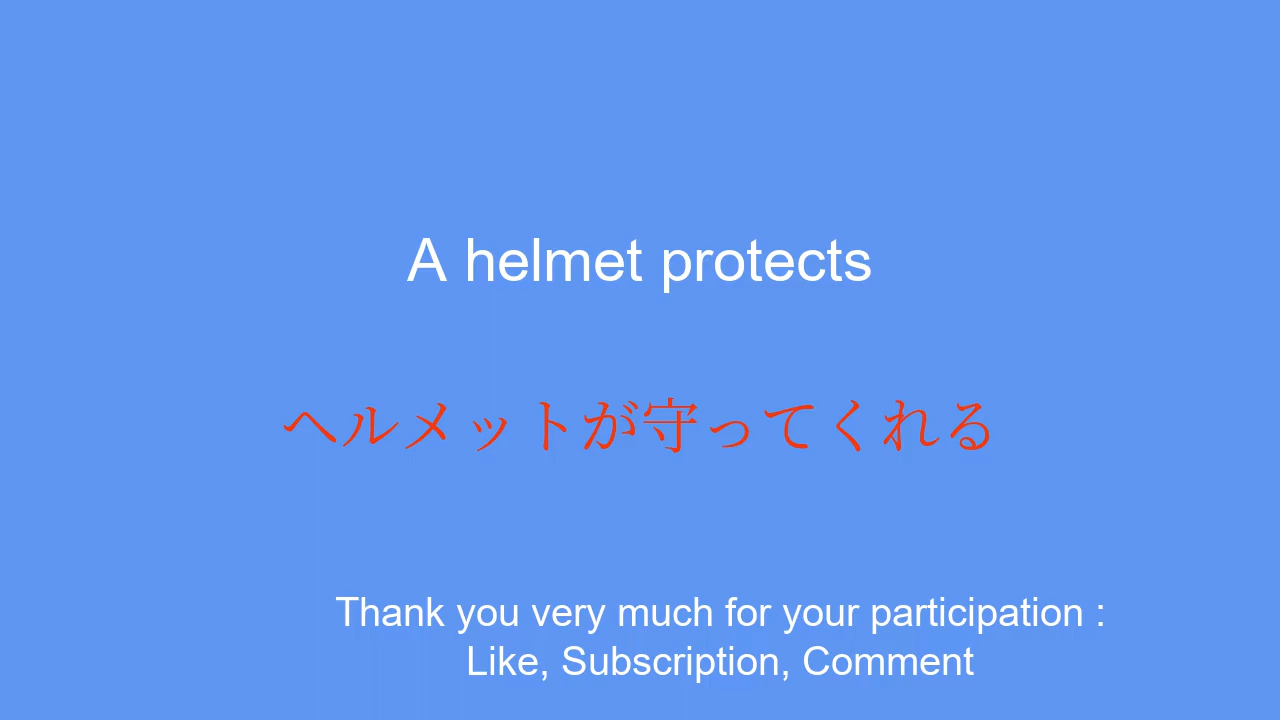 A helmet protects
ヘルメットが守ってくれる
Thank you very much for your participation :
Like, Subscription, Comment